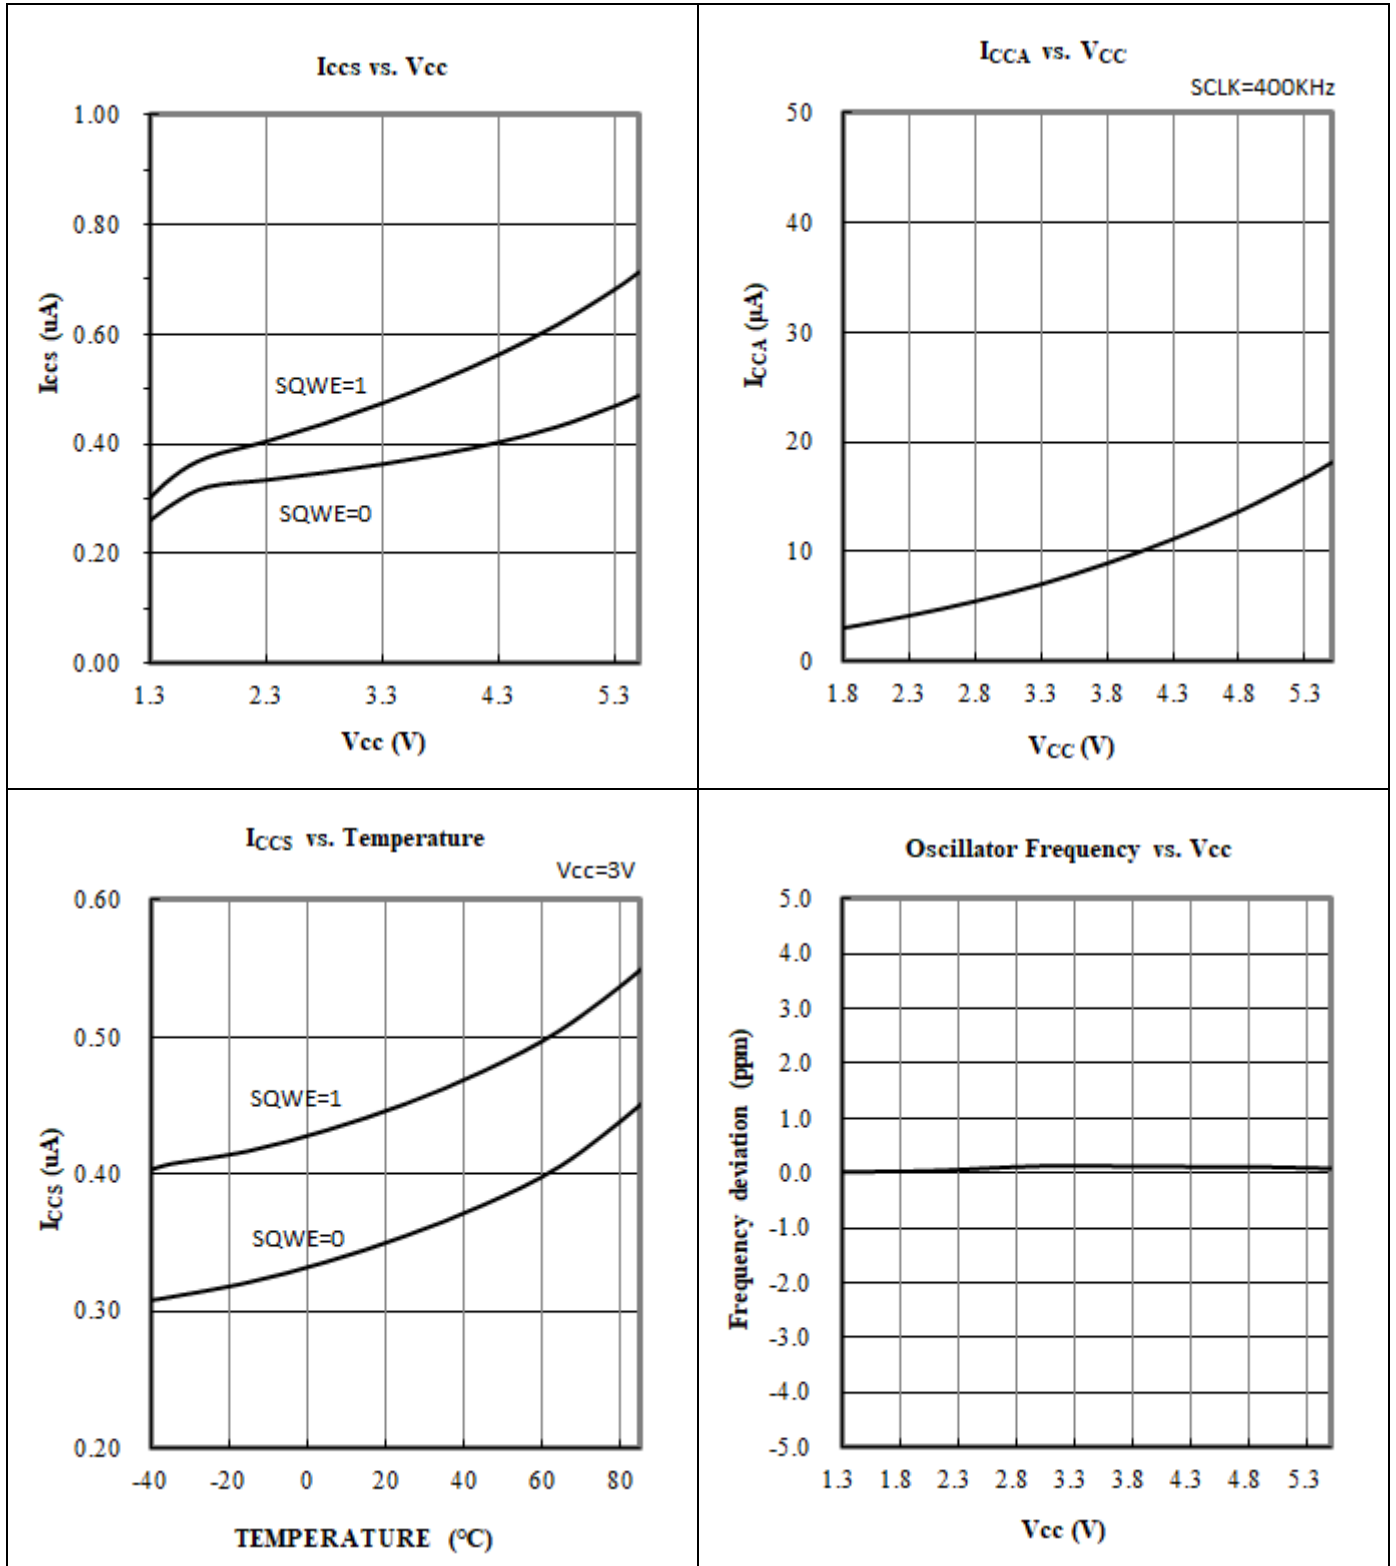 Iccs vs. Vcc
1.00
0.80
0.60
0.40
0.20
0.00
Iccs (uA)
SQWE=1
SQWE=0
1.3 2.3 3.3 4.3 5.3
Vcc (V)
ICCA vs. VCC
SCLK=400KHz
50
40
30
20
10
0
ICCA (µA)
1.8 2.3 2.8 3.3 3.8 4.3 4.8 5.3
VCC (V)
ICCS vs. Temperature
Vcc=3V
0.60
0.50
0.40
0.30
0.20
ICCS (uA)
SQWE=1
SQWE=0
-40 -20 0 20 40 60 80
TEMPERATURE (°C)
Oscillator Frequency vs. Vcc
5.0
4.0
3.0
2.0
1.0
0.0
-1.0
-2.0
-3.0
-4.0
-5.0
Frequency deviation (ppm)
1.3 1.8 2.3 2.8 3.3 3.8 4.3 4.8 5.3
Vcc (V)